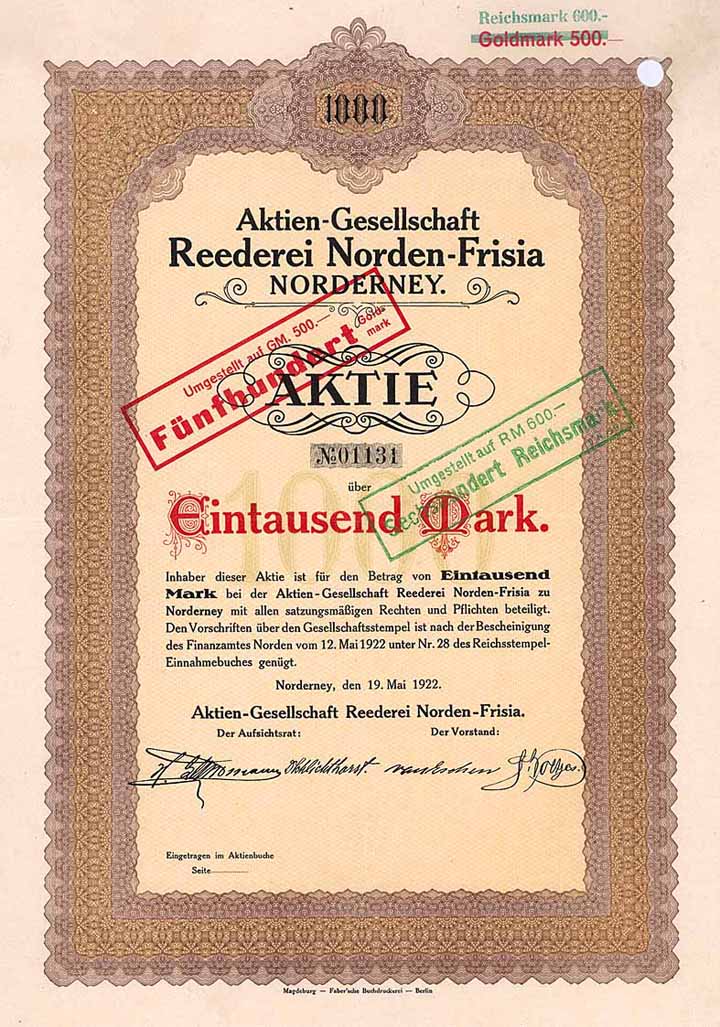 Reichsmark 600.-
Goldmark 500.—
1000
Aktien-Gesellschaft
Reederei Norden-Frisia
NORDERNEY.
Umgestellt auf GM. 500.—
Fünfhundert Goldmark
AKTIE
№01131
Umgestellt auf RM 600.—
Sechshundert Reichsmark
über
1000
Eintausend Mark.
Inhaber dieser Aktie ist für den Betrag von Eintausend
Mark bei der Aktien-Gesellschaft Reederei Norden-Frisia zu
Norderney mit allen satzungsmäßigen Rechten und Pflichten beteiligt.
Den Vorschriften über den Gesellschaftsstempel ist nach der Bescheinigung
des Finanzamtes Norden vom 12. Mai 1922 unter Nr. 28 des Reichsstempel-
Einnahmebuches genügt.
Norderney, den 19. Mai 1922.
Aktien-Gesellschaft Reederei Norden-Frisia.
Der Aufsichtsrat: Der Vorstand:
Eingetragen im Aktienbuche
Seite
Magdeburg — Faber'sche Buchdruckerei — Berlin